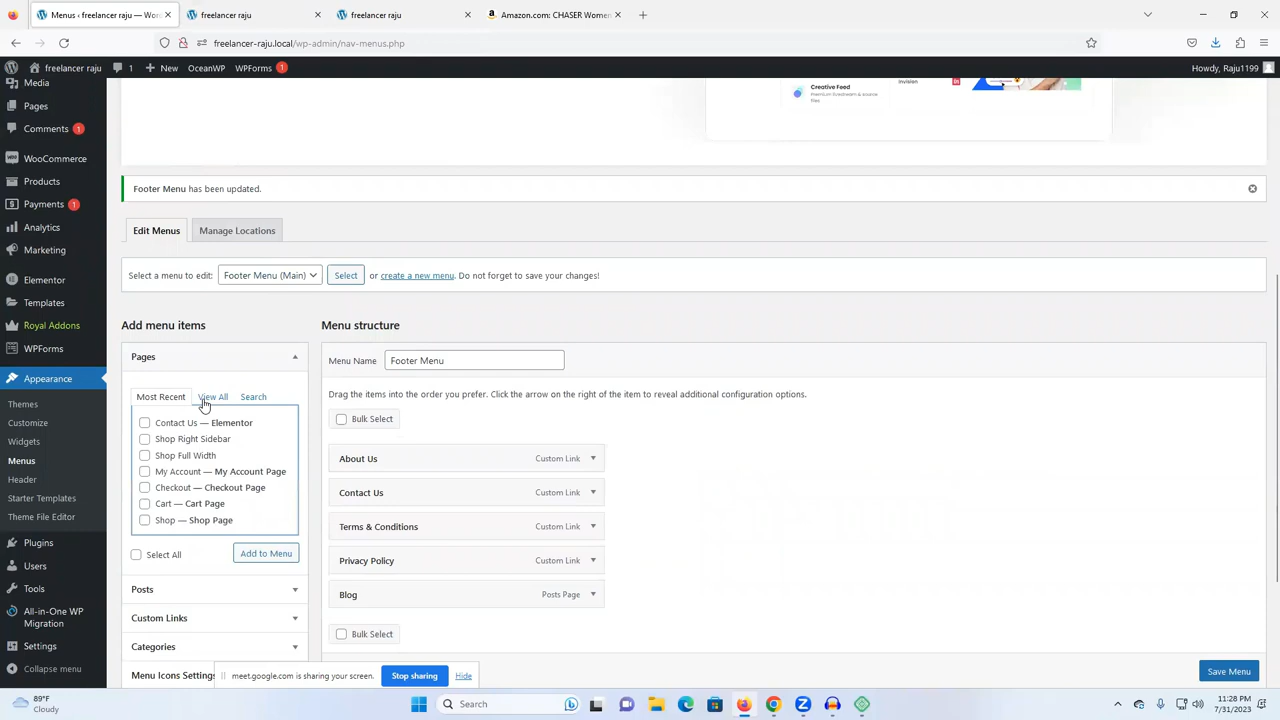 Menus ‹ freelancer raju — Wor
freelancer raju
freelancer raju
Amazon.com: CHASER Women
freelancer-raju.local/wp-admin/nav-menus.php
freelancer raju
1
New
OceanWP
WPForms 1
Howdy, Raju1199
Media
Pages
Comments 1
WooCommerce
Products
Payments 1
Analytics
Marketing
Elementor
Templates
Royal Addons
WPForms
Appearance
Themes
Customize
Widgets
Menus
Header
Starter Templates
Theme File Editor
Plugins
Users
Tools
All-in-One WP
Migration
Settings
Collapse menu
Creative Feed
Invision
Footer Menu has been updated.
Edit Menus
Manage Locations
Select a menu to edit: Footer Menu (Main) Select or create a new menu. Do not forget to save your changes!
Add menu items
Pages
Most Recent
View All
Search
Contact Us — Elementor
Shop Right Sidebar
Shop Full Width
My Account — My Account Page
Checkout — Checkout Page
Cart — Cart Page
Shop — Shop Page
Select All
Add to Menu
Posts
Custom Links
Categories
Menu Icons Settings
Menu structure
Menu Name Footer Menu
Drag the items into the order you prefer. Click the arrow on the right of the item to reveal additional configuration options.
Bulk Select
About Us Custom Link
Contact Us Custom Link
Terms & Conditions Custom Link
Privacy Policy Custom Link
Blog Posts Page
Bulk Select
Save Menu
meet.google.com is sharing your screen. Stop sharing Hide
89°F
Cloudy
Search
11:28 PM
7/31/2023